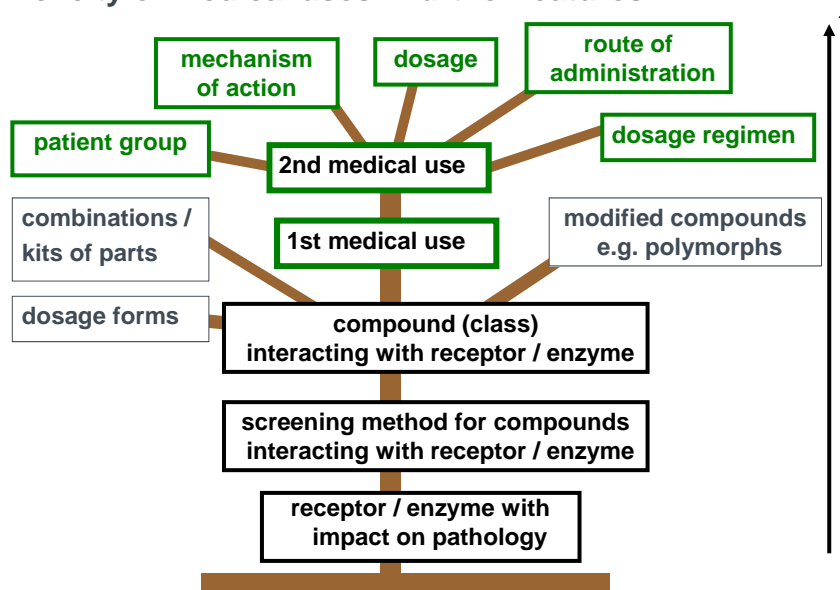 mechanism
of action
dosage
route of
administration
patient group
dosage regimen
2nd medical use
combinations /
kits of parts
1st medical use
modified compounds
e.g. polymorphs
dosage forms
compound (class)
interacting with receptor / enzyme
screening method for compounds
interacting with receptor / enzyme
receptor / enzyme with
impact on pathology